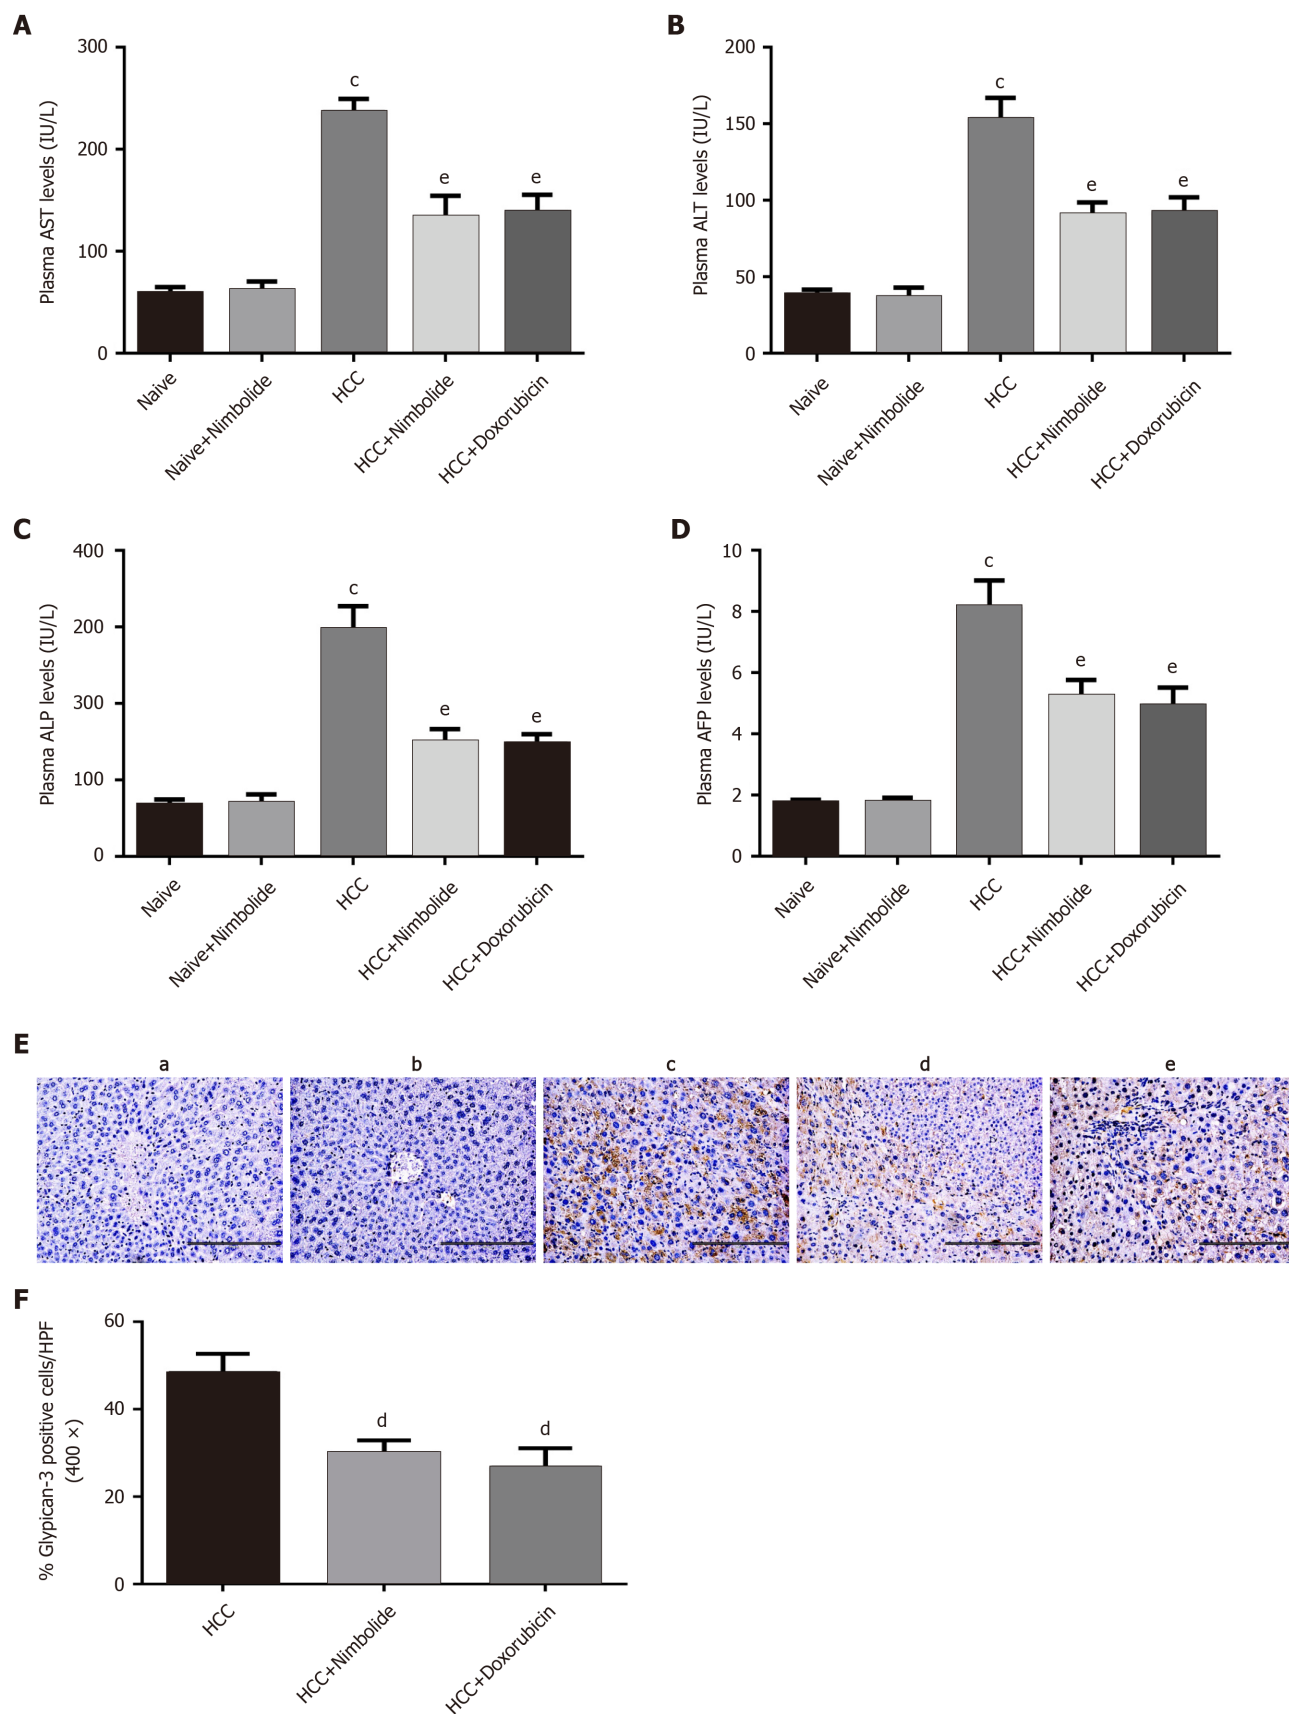 A
Plasma AST levels (IU/L)
300
200
100
0
c
e
e
Naive
Naive+Nimbolide
HCC
HCC+Nimbolide
HCC+Doxorubicin
B
Plasma ALT levels (IU/L)
200
150
100
50
0
c
e
e
Naive
Naive+Nimbolide
HCC
HCC+Nimbolide
HCC+Doxorubicin
C
Plasma ALP levels (IU/L)
400
200
300
100
0
c
e
e
Naive
Naive+Nimbolide
HCC
HCC+Nimbolide
HCC+Doxorubicin
D
Plasma AFP levels (IU/L)
10
8
6
4
2
0
c
e
e
Naive
Naive+Nimbolide
HCC
HCC+Nimbolide
HCC+Doxorubicin
E
a
b
c
d
e
F
% Glypican-3 positive cells/HPF
(400 ×)
60
40
20
0
d
d
HCC
HCC+Nimbolide
HCC+Doxorubicin